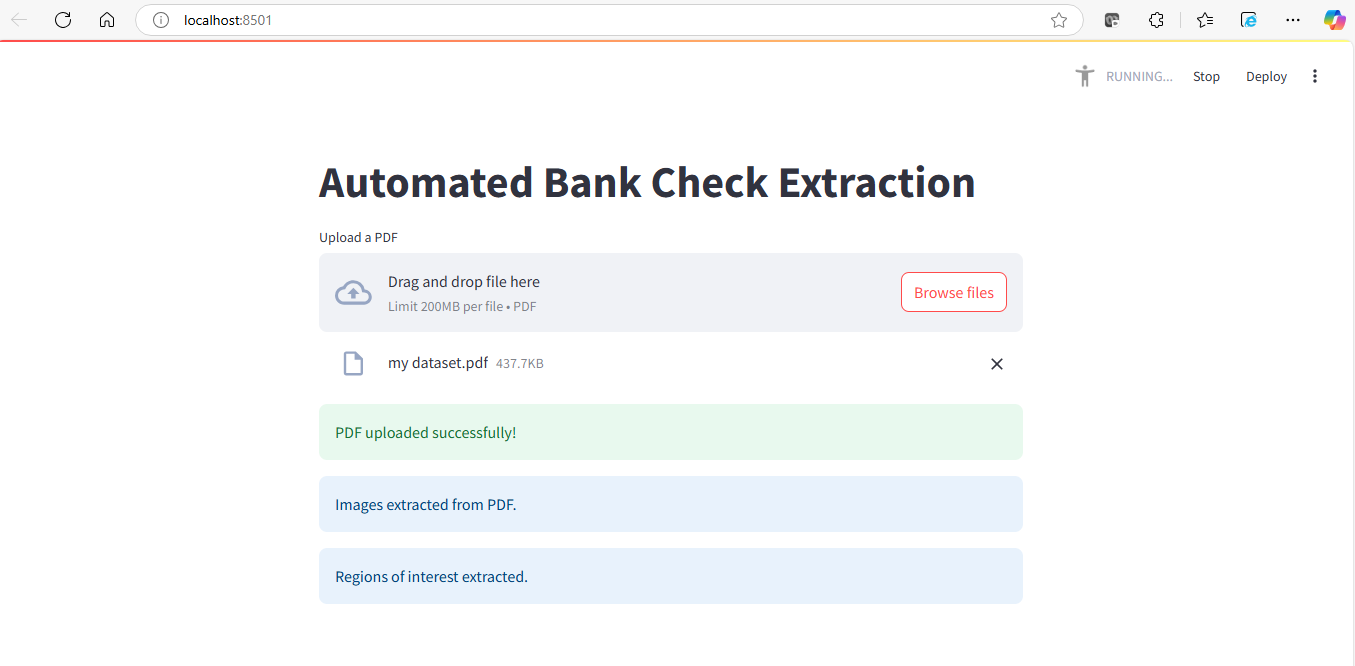 localhost:8501
RUNNING... Stop Deploy
Automated Bank Check Extraction
Upload a PDF
Drag and drop file here
Limit 200MB per file • PDF
Browse files
my dataset.pdf 437.7KB
PDF uploaded successfully!
Images extracted from PDF.
Regions of interest extracted.